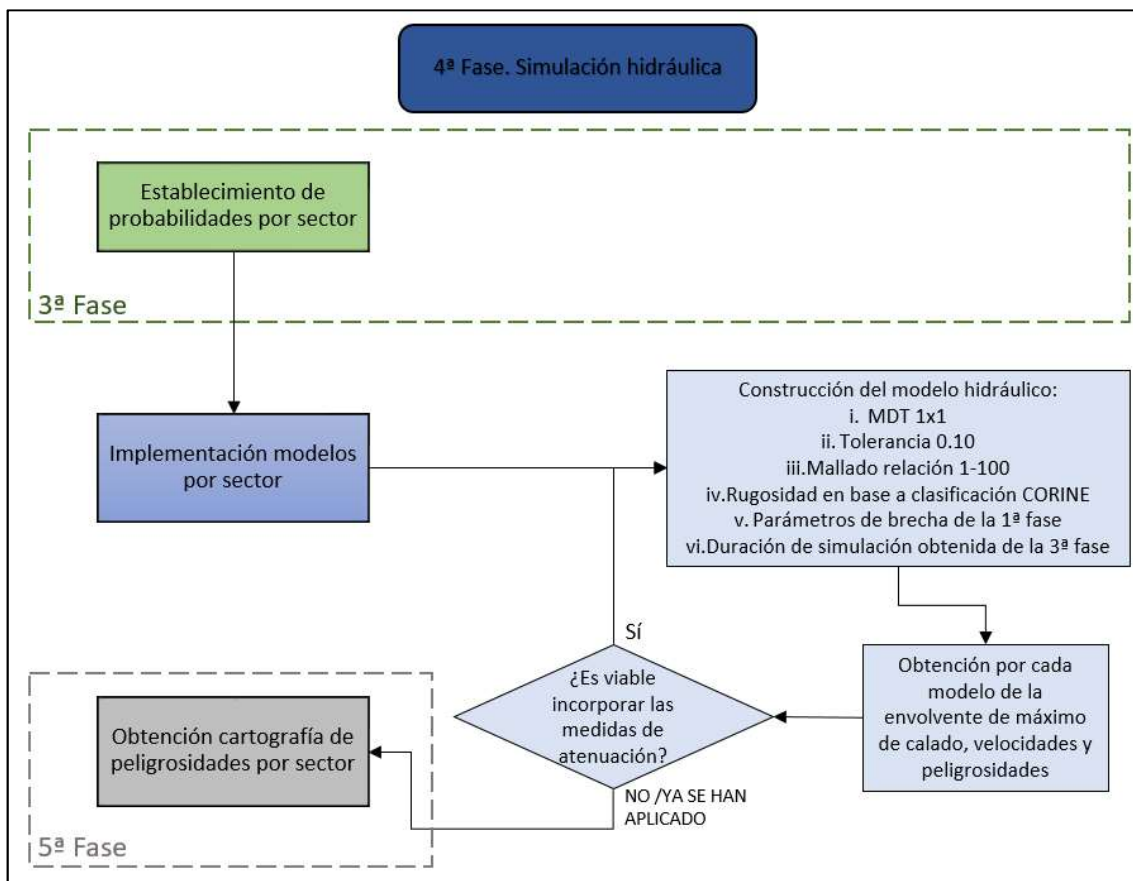 4ª Fase. Simulación hidráulica
Establecimiento de
probabilidades por sector
3ª Fase
Implementación modelos
por sector
Construcción del modelo hidráulico:
i. MDT 1x1
ii. Tolerancia 0.10
iii. Mallado relación 1-100
iv. Rugosidad en base a clasificación CORINE
v. Parámetros de brecha de la 1ª fase
vi. Duración de simulación obtenida de la 3ª fase
Obtención por cada
modelo de la
envolvente de máximo
de calado, velocidades y
peligrosidades
Sí
¿Es viable
incorporar las
medidas de
atenuación?
NO /YA SE HAN
APLICADO
Obtención cartografía de
peligrosidades por sector
5ª Fase